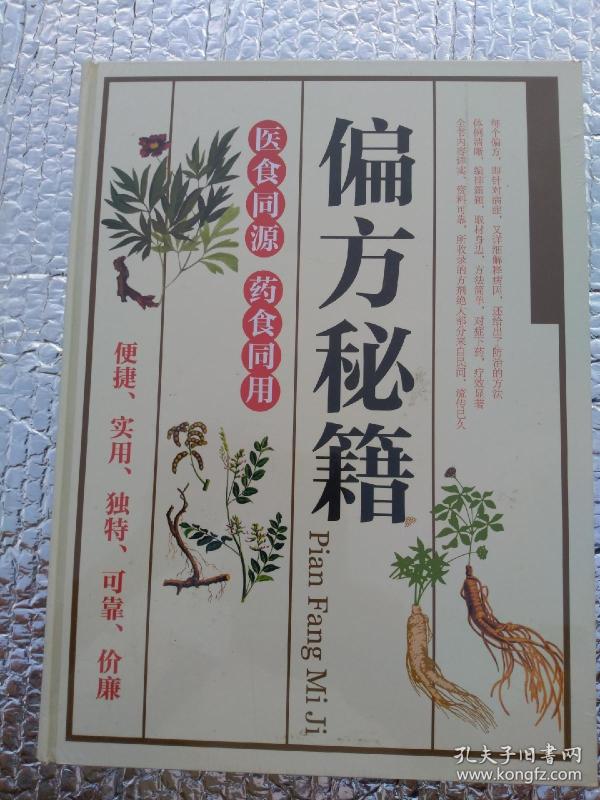 每个偏方，即针对病症，又详细解释病因，还给出了防治的方法
体例清晰，编排新颖，取材身边，方法简单，对症下药，疗效显著
全书内容详实，资料可靠，所收录的方剂绝大部分来自民间，流传已久
偏方秘籍
Pian Fang Mi Ji
医食同源 药食同用
便捷、实用、独特、可靠、价廉
孔夫子旧书网
www.kongfz.com